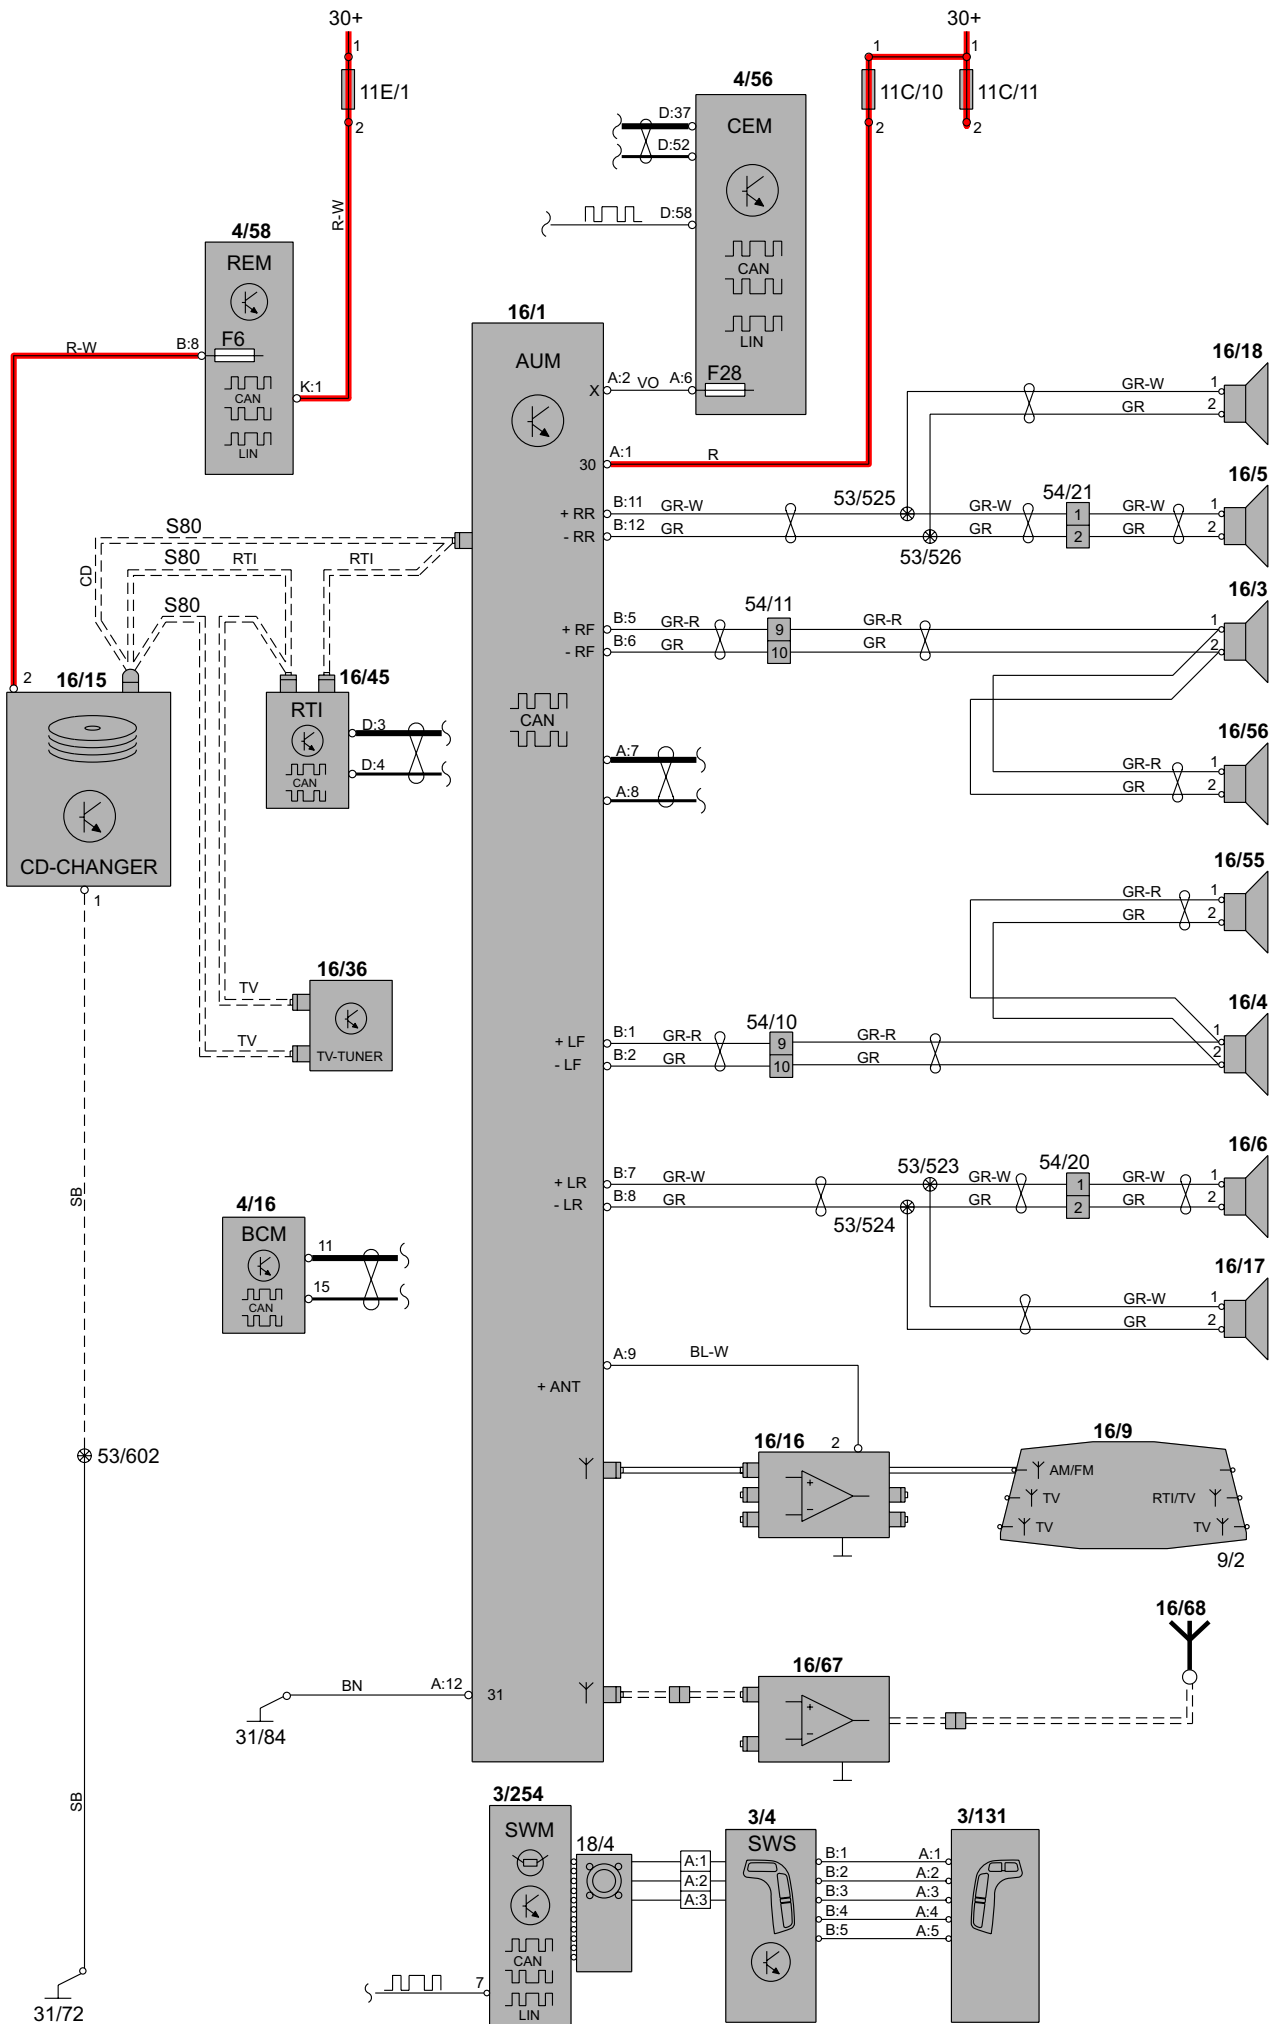 30+
30+
1
1
1
11E/1
11C/10
11C/11
2
2
2
4/56
D:37
CEM
D:52
D:58
CAN
LIN
A:6
F28
R-W
4/58
REM
R-W
B:8
F6
K:1
CAN
LIN
16/1
AUM
X
A:2
VO
30
A:1
R
16/18
GR-W
1
GR
2
16/5
+ RR
B:11
GR-W
53/525
GR-W
54/21
1
GR-W
1
- RR
B:12
GR
53/526
GR
2
GR
2
S80
S80
RTI
RTI
CD
S80
16/3
+ RF
B:5
GR-R
54/11
9
GR-R
1
- RF
B:6
GR
10
GR
2
2
16/15
16/45
RTI
D:3
D:4
CAN
CAN
A:7
A:8
16/56
GR-R
1
GR
2
CD-CHANGER
1
16/55
GR-R
1
GR
2
16/36
TV
TV
TV-TUNER
16/4
+ LF
B:1
GR-R
54/10
9
GR-R
1
- LF
B:2
GR
10
GR
2
16/6
+ LR
B:7
GR-W
53/523
GR-W
54/20
1
GR-W
1
- LR
B:8
GR
53/524
GR
2
GR
2
SB
4/16
BCM
11
15
CAN
16/17
GR-W
1
GR
2
A:9
BL-W
+ ANT
53/602
16/16
2
16/9
AM/FM
TV
RTI/TV
TV
TV
9/2
16/68
16/67
BN
A:12
31
31/84
SB
3/254
SWM
18/4
CAN
LIN
7
A:1
A:2
A:3
3/4
SWS
B:1
B:2
B:3
B:4
B:5
3/131
A:1
A:2
A:3
A:4
A:5
31/72